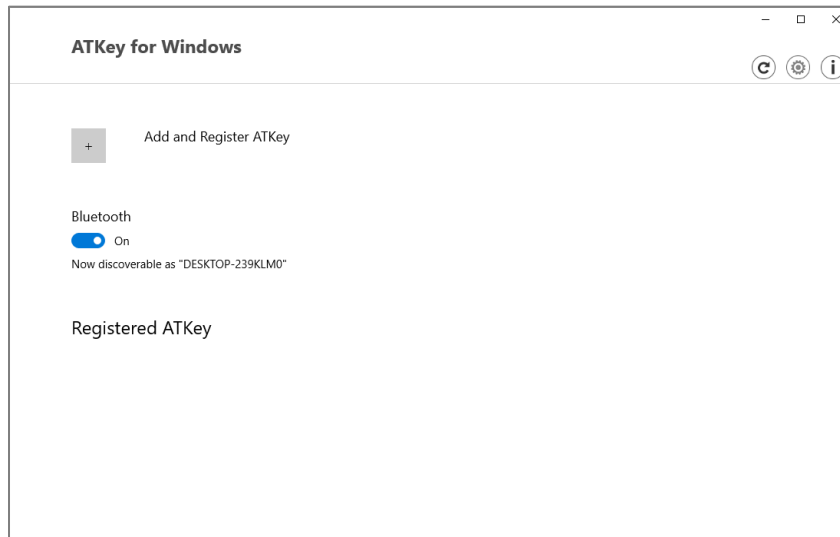 ATKey for Windows
+
Add and Register ATKey
Bluetooth
On
Now discoverable as "DESKTOP-239KLM0"
Registered ATKey